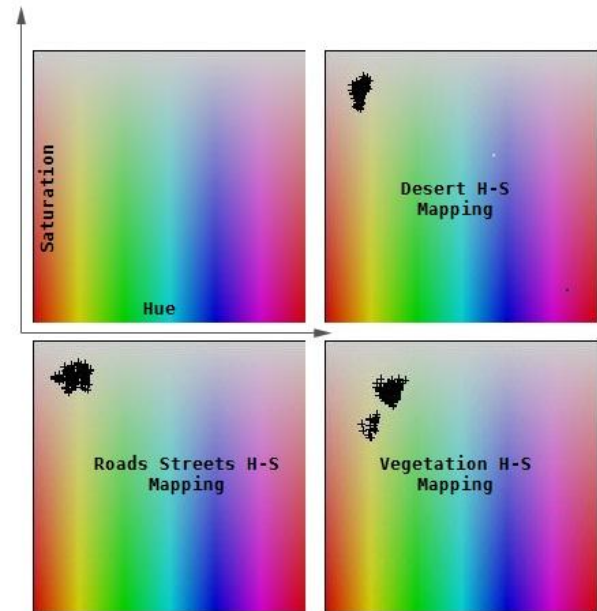 Saturation
Hue
Desert H-S
Mapping
Roads Streets H-S
Mapping
Vegetation H-S
Mapping